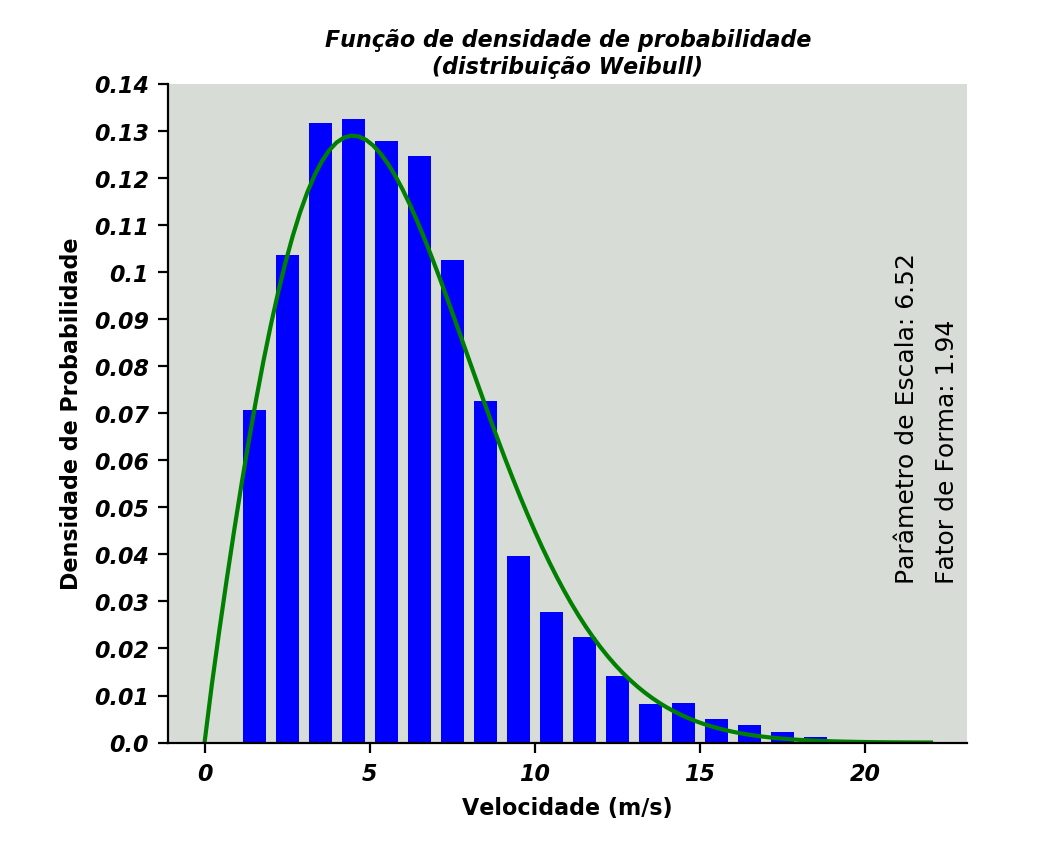 Função de densidade de probabilidade
(distribuição Weibull)
0.14
0.13
0.12
0.11
0.1
0.09
0.08
0.07
0.06
0.05
0.04
0.03
0.02
0.01
0.0
Densidade de Probabilidade
Parâmetro de Escala: 6.52
Fator de Forma: 1.94
0 5 10 15 20
Velocidade (m/s)